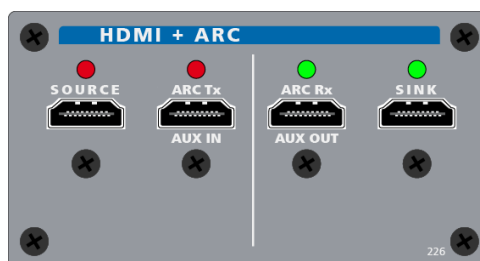 HDMI + ARC
SOURCE
ARC Tx
ARC Rx
SINK
AUX IN
AUX OUT
226